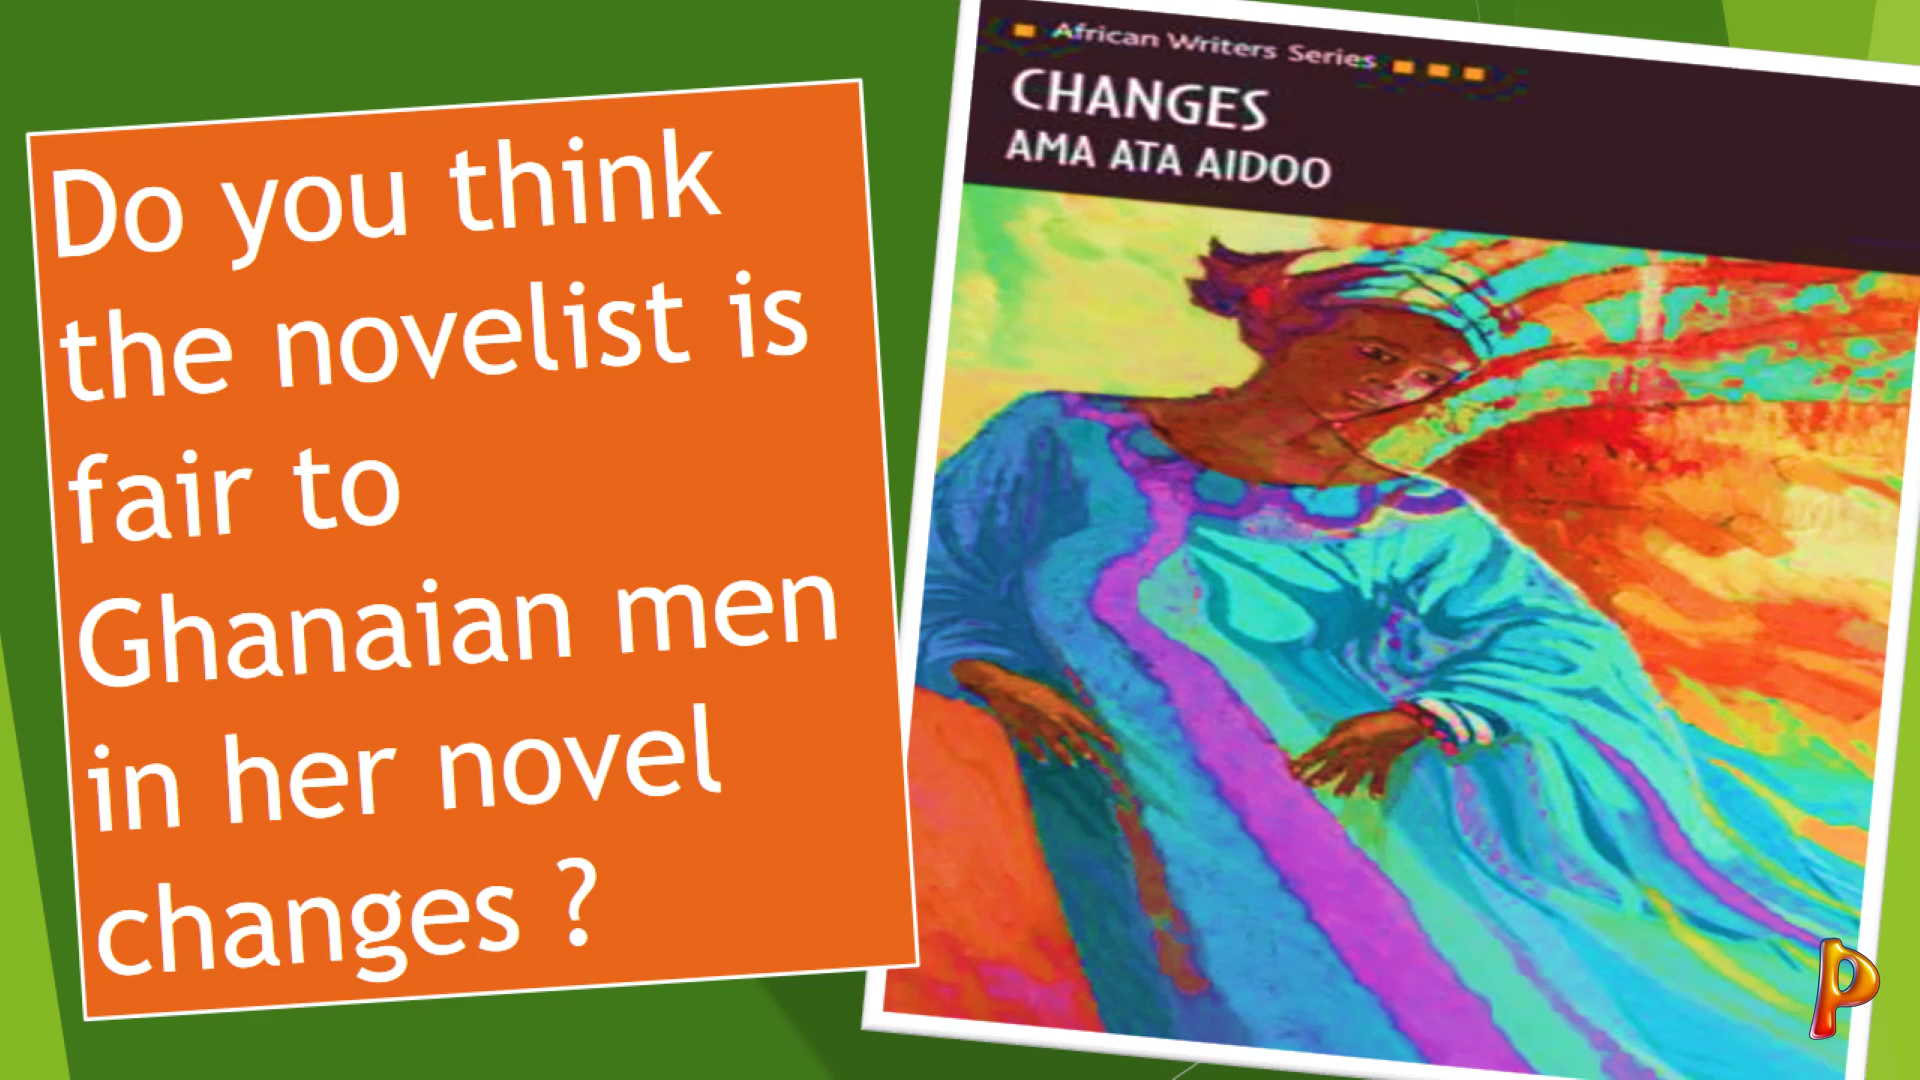 Do you think
the novelist is
fair to
Ghanaian men
in her novel
changes ?
African Writers Series
CHANGES
AMA ATA AIDOO
P